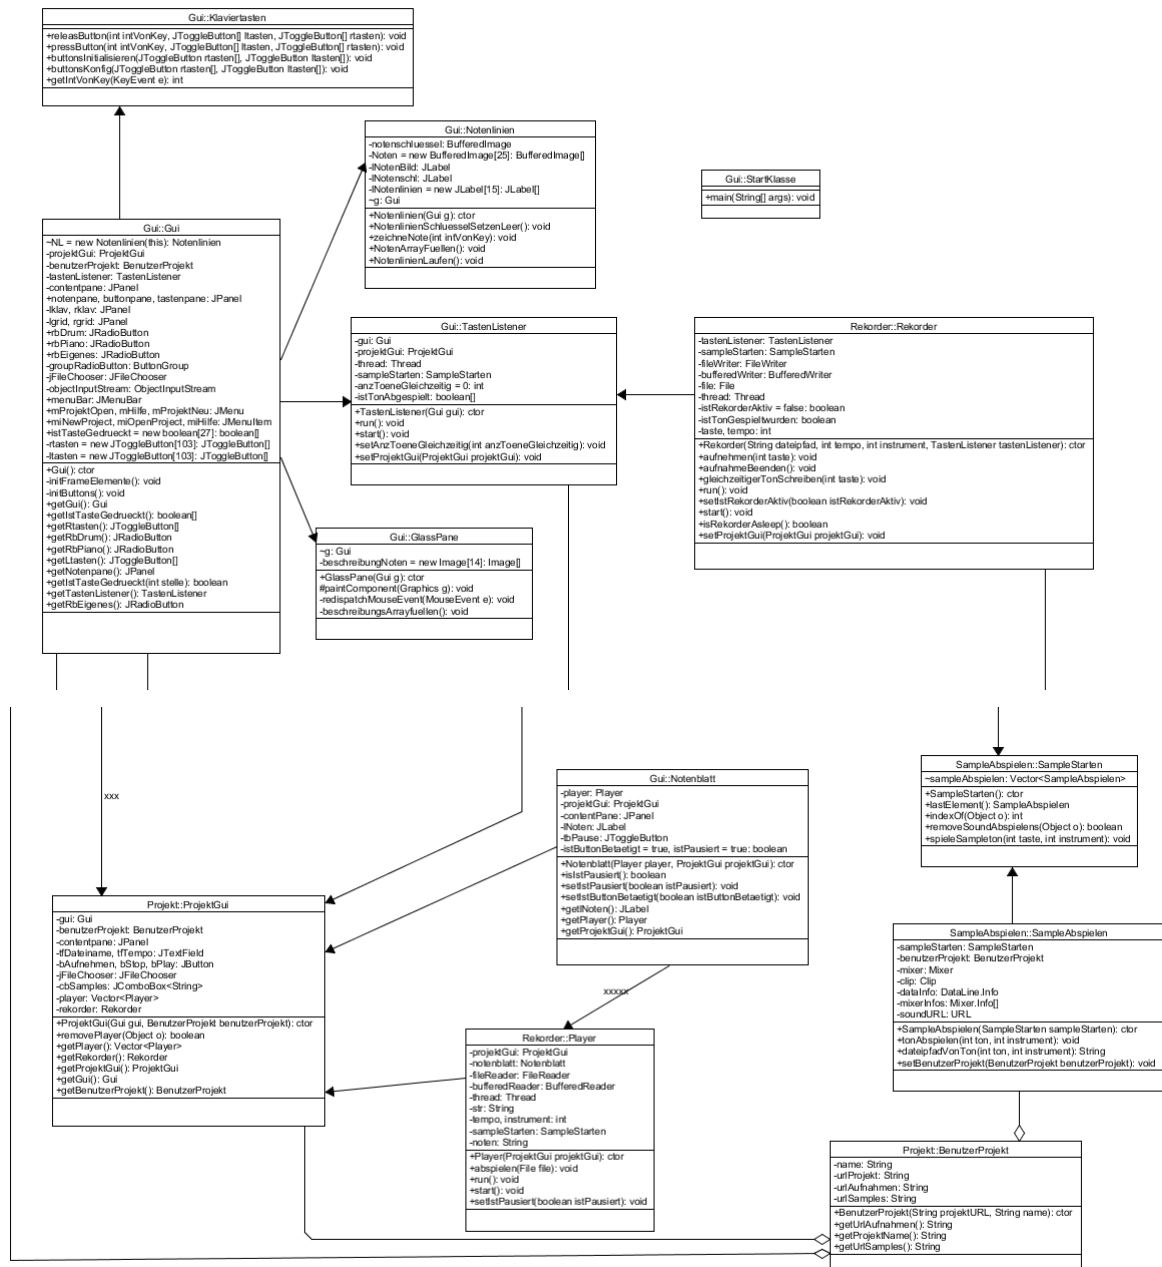 Gui::Klaviertasten
+releasButton(int intVonKey, JToggleButton[] ltasten, JToggleButton[] rtasten): void
+pressButton(int intVonKey, JToggleButton[] ltasten, JToggleButton[] rtasten): void
+buttonsInitialisieren(JToggleButton rtasten[], JToggleButton ltasten[]): void
+buttonsKonfig(JToggleButton rtasten[], JToggleButton ltasten[]): void
+getIntVonKey(KeyEvent e): int
Gui::Notenlinien
-notenschluessel: BufferedImage
-Noten = new BufferedImage[25]: BufferedImage[]
-lNotenBild: JLabel
-lNotenschl: JLabel
-lNotenlinien = new JLabel[15]: JLabel[]
~g: Gui
+Notenlinien(Gui g): ctor
+NotenlinienSchluesselSetzenLeer(): void
+zeichneNote(int intVonKey): void
+NotenArrayFuellen(): void
+NotenlinienLaufen(): void
Gui::StartKlasse
+main(String[] args): void
Gui::Gui
~NL = new Notenlinien(this): Notenlinien
-projektGui: ProjektGui
-benutzerProjekt: BenutzerProjekt
-tastenListener: TastenListener
-contentpane: JPanel
+notenpane, buttonpane, tastenpane: JPanel
-lklav, rklav: JPanel
-lgrid, rgrid: JPanel
+rbDrum: JRadioButton
+rbPiano: JRadioButton
+rbEigenes: JRadioButton
-groupRadioButton: ButtonGroup
-jFileChooser: JFileChooser
-objectInputStream: ObjectInputStream
+menuBar: JMenuBar
+mProjektOpen, mHilfe, mProjektNeu: JMenu
+miNewProject, miOpenProject, miHilfe: JMenuItem
+istTasteGedrueckt = new boolean[27]: boolean[]
-rtasten = new JToggleButton[103]: JToggleButton[]
-ltasten = new JToggleButton[103]: JToggleButton[]
+Gui(): ctor
-initFrameElemente(): void
-initButtons(): void
+getGui(): Gui
+getIstTasteGedrueckt(): boolean[]
+getRtasten(): JToggleButton[]
+getRbDrum(): JRadioButton
+getRbPiano(): JRadioButton
+getLtasten(): JToggleButton[]
+getNotenpane(): JPanel
+getIstTasteGedrueckt(int stelle): boolean
+getTastenListener(): TastenListener
+getRbEigenes(): JRadioButton
Gui::TastenListener
-gui: Gui
-projektGui: ProjektGui
-thread: Thread
-sampleStarten: SampleStarten
-anzToeneGleichzeitig = 0: int
-istTonAbgespielt: boolean[]
+TastenListener(Gui gui): ctor
+run(): void
+start(): void
+setAnzToeneGleichzeitig(int anzToeneGleichzeitig): void
+setProjektGui(ProjektGui projektGui): void
Rekorder::Rekorder
-tastenListener: TastenListener
-sampleStarten: SampleStarten
-fileWriter: FileWriter
-bufferedWriter: BufferedWriter
-file: File
-thread: Thread
-istRekorderAktiv = false: boolean
-istTonGespieltwurden: boolean
-taste, tempo: int
+Rekorder(String dateipfad, int tempo, int instrument, TastenListener tastenListener): ctor
+aufnehmen(int taste): void
+aufnahmeBeenden(): void
+gleichzeitigerTonSchreiben(int taste): void
+run(): void
+setIstRekorderAktiv(boolean istRekorderAktiv): void
+start(): void
+isRekorderAsleep(): boolean
+setProjektGui(ProjektGui projektGui): void
Gui::GlassPane
~g: Gui
-beschreibungNoten = new Image[14]: Image[]
+GlassPane(Gui g): ctor
#paintComponent(Graphics g): void
-redispatchMouseEvent(MouseEvent e): void
-beschreibungsArrayfuellen(): void
xxx
Gui::Notenblatt
-player: Player
-projektGui: ProjektGui
-contentPane: JPanel
-lNoten: JLabel
-tbPause: JToggleButton
-istButtonBetaetigt = true, istPausiert = true: boolean
+Notenblatt(Player player, ProjektGui projektGui): ctor
+isIstPausiert(): boolean
+setIstPausiert(boolean istPausiert): void
+setIstButtonBetaetigt(boolean istButtonBetaetigt): void
+getlNoten(): JLabel
+getPlayer(): Player
+getProjektGui(): ProjektGui
SampleAbspielen::SampleStarten
~sampleAbspielen: Vector<SampleAbspielen>
+SampleStarten(): ctor
+lastElement(): SampleAbspielen
+indexOf(Object o): int
+removeSoundAbspielens(Object o): boolean
+spieleSampleton(int taste, int instrument): void
Projekt::ProjektGui
-gui: Gui
-benutzerProjekt: BenutzerProjekt
-contentpane: JPanel
-tfDateiname, tfTempo: JTextField
-bAufnehmen, bStop, bPlay: JButton
-jFileChooser: JFileChooser
-cbSamples: JComboBox<String>
-player: Vector<Player>
-rekorder: Rekorder
+ProjektGui(Gui gui, BenutzerProjekt benutzerProjekt): ctor
+removePlayer(Object o): boolean
+getPlayer(): Vector<Player>
+getRekorder(): Rekorder
+getProjektGui(): ProjektGui
+getGui(): Gui
+getBenutzerProjekt(): BenutzerProjekt
SampleAbspielen::SampleAbspielen
-sampleStarten: SampleStarten
-benutzerProjekt: BenutzerProjekt
-mixer: Mixer
-clip: Clip
-dataInfo: DataLine.Info
-mixerInfos: Mixer.Info[]
-soundURL: URL
+SampleAbspielen(SampleStarten sampleStarten): ctor
+tonAbspielen(int ton, int instrument): void
+dateipfadVonTon(int ton, int instrument): String
+setBenutzerProjekt(BenutzerProjekt benutzerProjekt): void
xxxxx
Rekorder::Player
-projektGui: ProjektGui
-notenblatt: Notenblatt
-fileReader: FileReader
-bufferedReader: BufferedReader
-thread: Thread
-str: String
-tempo, instrument: int
-sampleStarten: SampleStarten
-noten: String
+Player(ProjektGui projektGui): ctor
+abspielen(File file): void
+run(): void
+start(): void
+setIstPausiert(boolean istPausiert): void
Projekt::BenutzerProjekt
-name: String
-urlProjekt: String
-urlAufnahmen: String
-urlSamples: String
+BenutzerProjekt(String projektURL, String name): ctor
+getUrlAufnahmen(): String
+getProjektName(): String
+getUrlSamples(): String